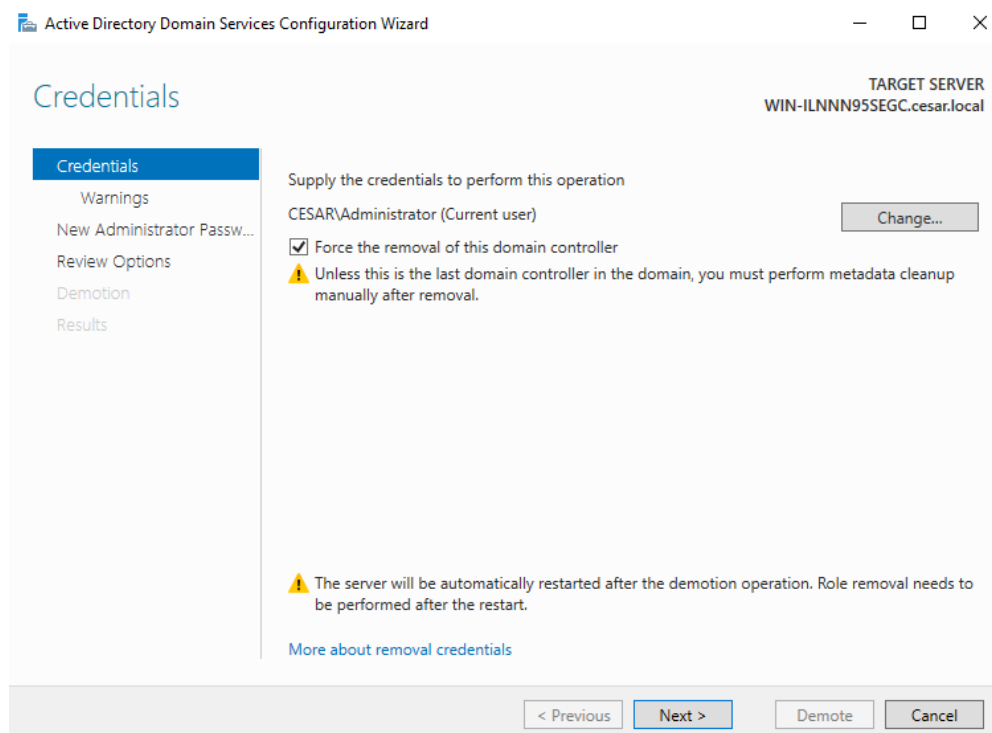 Active Directory Domain Services Configuration Wizard
Credentials
TARGET SERVER
WIN-ILNNN95SEGC.cesar.local
Credentials
Warnings
New Administrator Passw...
Review Options
Demotion
Results
Supply the credentials to perform this operation
CESAR\Administrator (Current user)
Change...
Force the removal of this domain controller
Unless this is the last domain controller in the domain, you must perform metadata cleanup
manually after removal.
The server will be automatically restarted after the demotion operation. Role removal needs to
be performed after the restart.
More about removal credentials
< Previous
Next >
Demote
Cancel